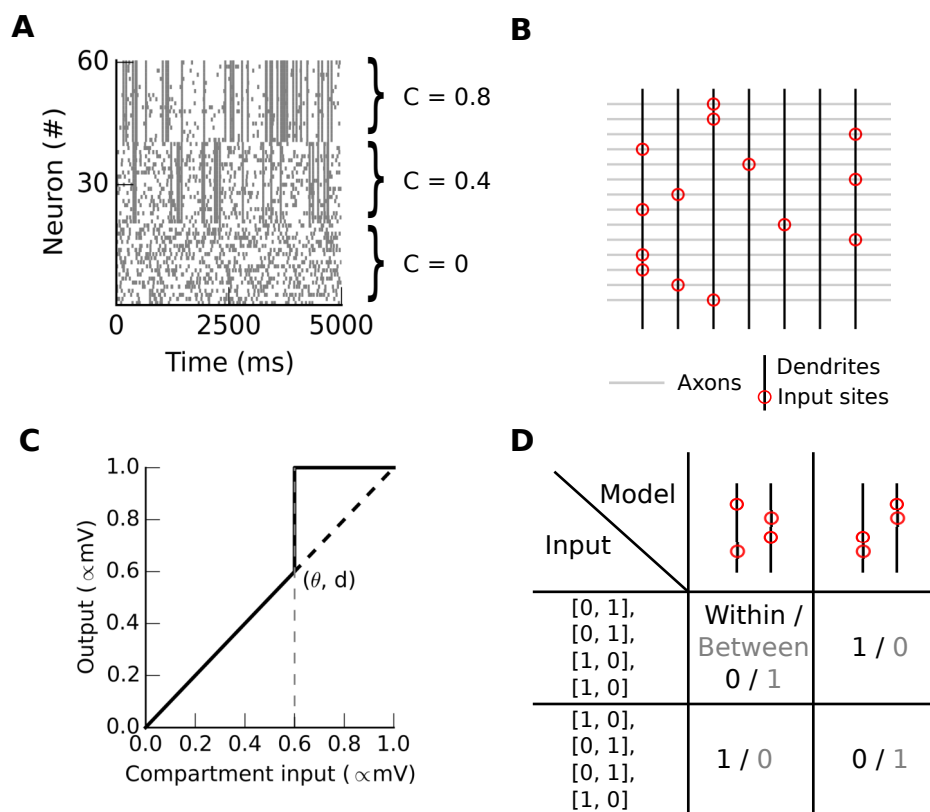 A
60
30
Neuron (#)
0
2500
5000
Time (ms)
C = 0.8
C = 0.4
C = 0
B
Axons
Dendrites
Input sites
C
1.0
0.8
0.6
0.4
0.2
0.0
Output (∝mV)
(θ, d)
0.0
0.2
0.4
0.6
0.8
1.0
Compartment input (∝mV)
D
Model
Input
[0, 1],
[0, 1],
[1, 0],
[1, 0]
Within /
Between
0 / 1
1 / 0
[1, 0],
[0, 1],
[0, 1],
[1, 0]
1 / 0
0 / 1